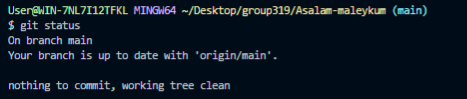 User@WIN-7NL7I12TFKL MINGW64 ~/Desktop/group319/Asalam-maleykum (main)
$ git status
On branch main
Your branch is up to date with 'origin/main'.

nothing to commit, working tree clean